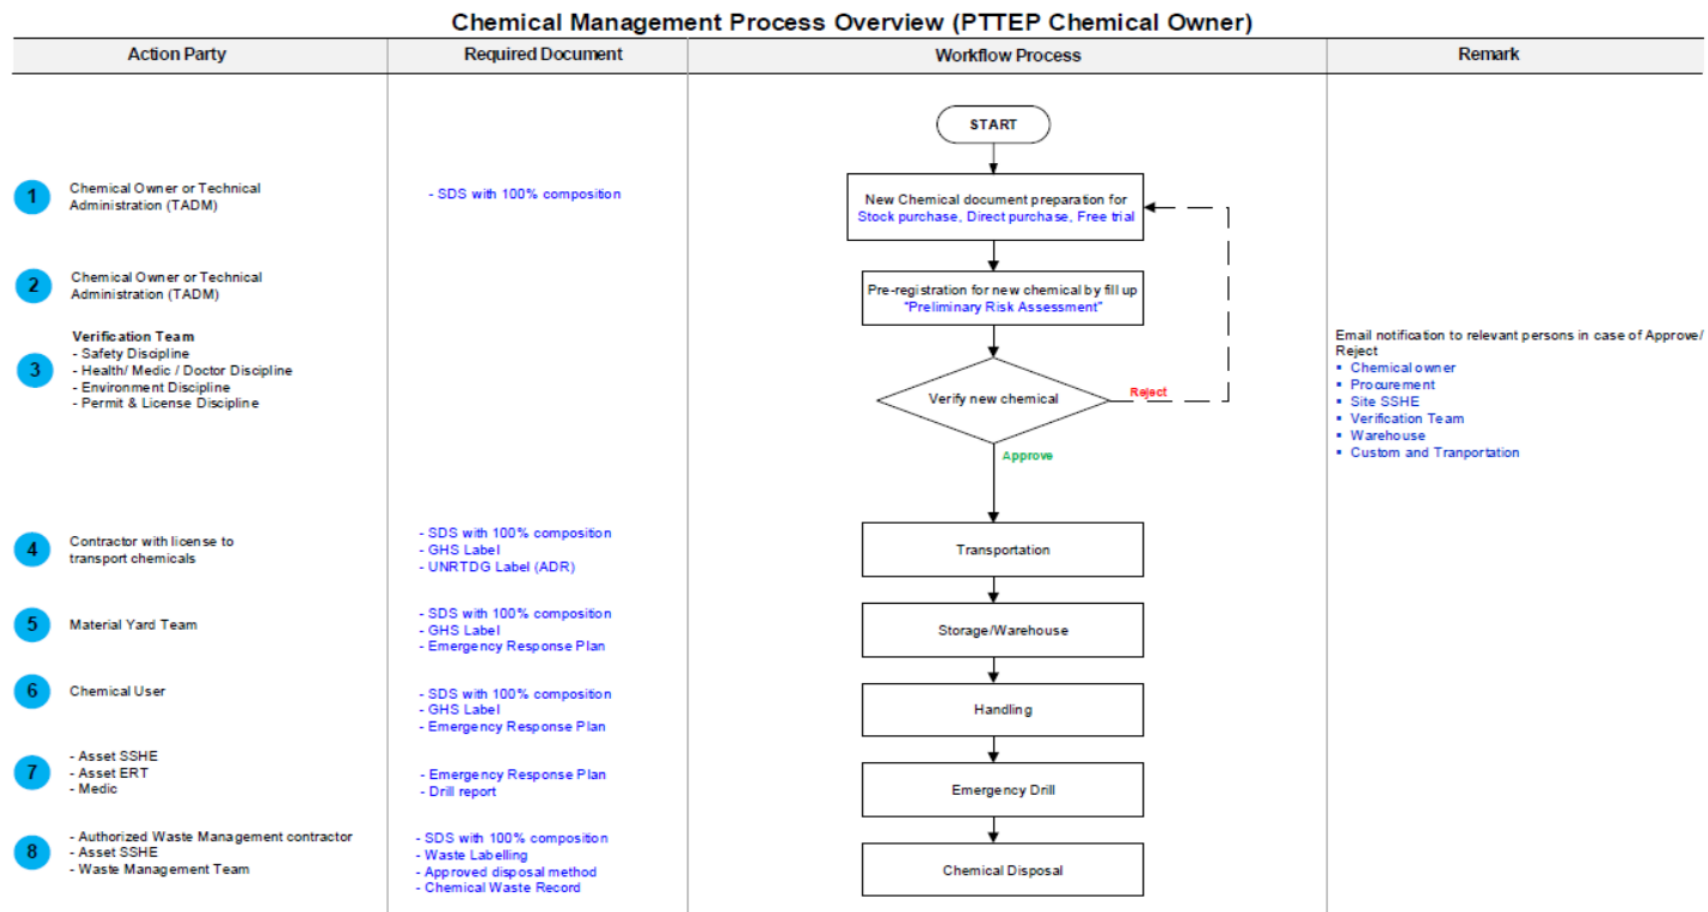 Chemical Management Process Overview (PTTEP Chemical Owner)
Action Party
Required Document
Workflow Process
Remark
START
1
Chemical Owner or Technical
Administration (TADM)
- SDS with 100% composition
New Chemical document preparation for
Stock purchase, Direct purchase, Free trial
2
Chemical Owner or Technical
Administration (TADM)
Pre-registration for new chemical by fill up
"Preliminary Risk Assessment"
3
Verification Team
- Safety Discipline
- Health/ Medic / Doctor Discipline
- Environment Discipline
- Permit & License Discipline
Verify new chemical
Reject
Approve
Email notification to relevant persons in case of Approve/
Reject
▪ Chemical owner
▪ Procurement
▪ Site SSHE
▪ Verification Team
▪ Warehouse
▪ Custom and Tranportation
4
Contractor with license to
transport chemicals
- SDS with 100% composition
- GHS Label
- UNRTDG Label (ADR)
Transportation
5
Material Yard Team
- SDS with 100% composition
- GHS Label
- Emergency Response Plan
Storage/Warehouse
6
Chemical User
- SDS with 100% composition
- GHS Label
- Emergency Response Plan
Handling
7
- Asset SSHE
- Asset ERT
- Medic
- Emergency Response Plan
- Drill report
Emergency Drill
8
- Authorized Waste Management contractor
- Asset SSHE
- Waste Management Team
- SDS with 100% composition
- Waste Labelling
- Approved disposal method
- Chemical Waste Record
Chemical Disposal